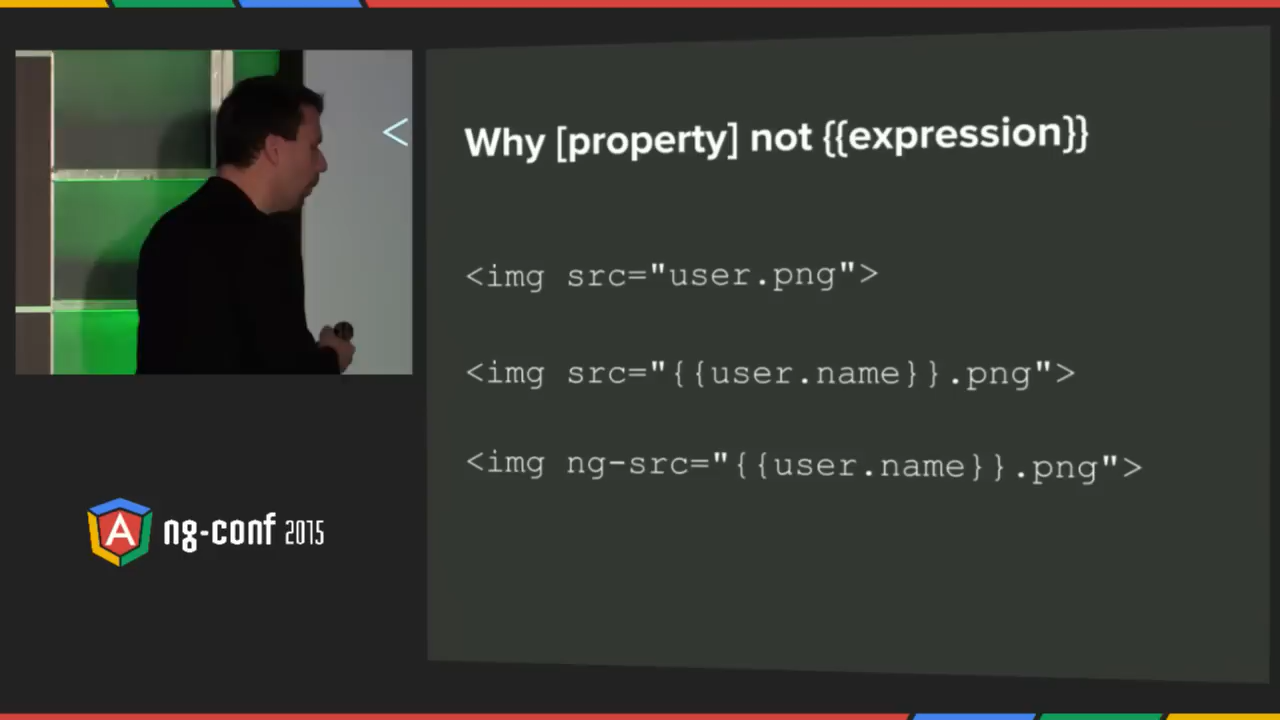 <
Why [property] not {{expression}}
<img src="user.png">
<img src="{{user.name}}.png">
<img ng-src="{{user.name}}.png">
A ng-conf 2015